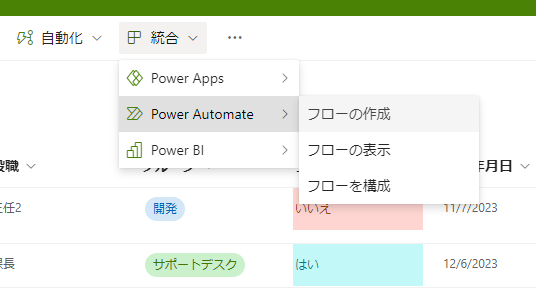 自動化 統合 ...
Power Apps
Power Automate
Power BI
フローの作成
フローの表示
フローを構成
役職 年月日
主任2 開発 いいえ 11/7/2023
課長 サポートデスク はい 12/6/2023